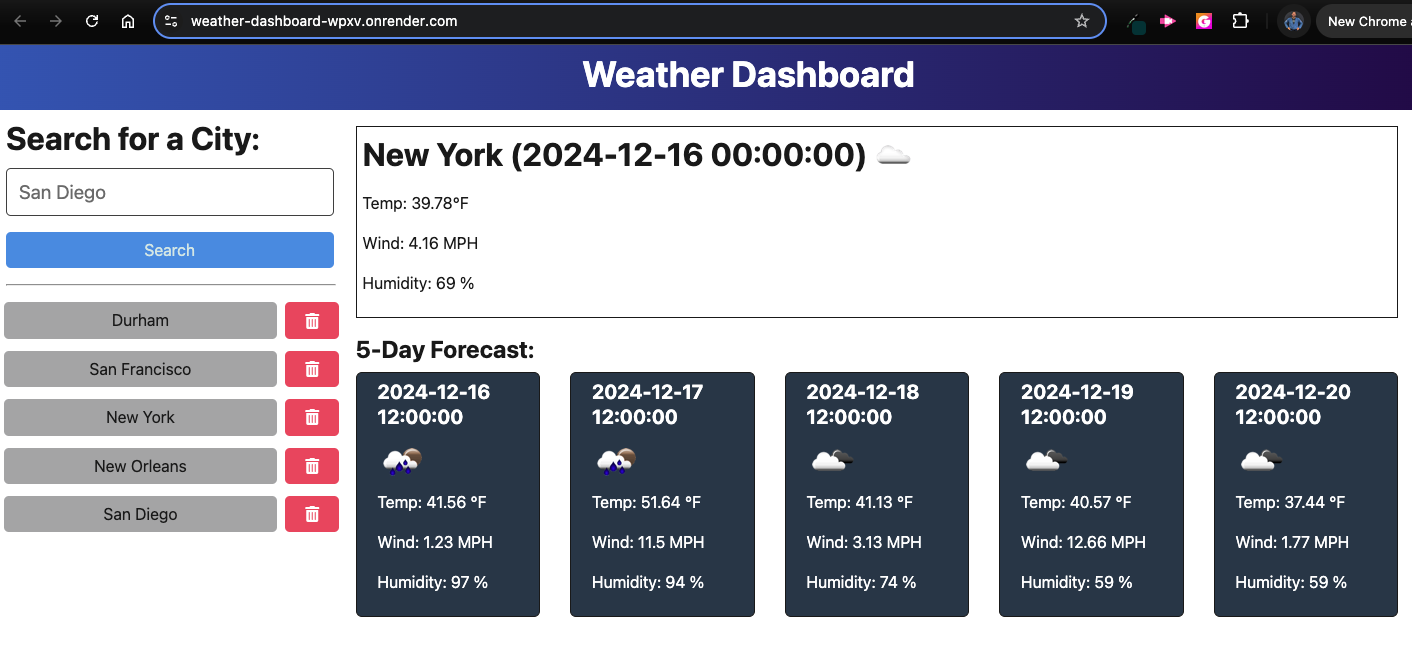 weather-dashboard-wpxv.onrender.com
New Chrome
Weather Dashboard
Search for a City:
San Diego
Search
Durham
San Francisco
New York
New Orleans
San Diego
New York (2024-12-16 00:00:00)
Temp: 39.78°F
Wind: 4.16 MPH
Humidity: 69 %
5-Day Forecast:
2024-12-16
12:00:00
Temp: 41.56 °F
Wind: 1.23 MPH
Humidity: 97 %
2024-12-17
12:00:00
Temp: 51.64 °F
Wind: 11.5 MPH
Humidity: 94 %
2024-12-18
12:00:00
Temp: 41.13 °F
Wind: 3.13 MPH
Humidity: 74 %
2024-12-19
12:00:00
Temp: 40.57 °F
Wind: 12.66 MPH
Humidity: 59 %
2024-12-20
12:00:00
Temp: 37.44 °F
Wind: 1.77 MPH
Humidity: 59 %